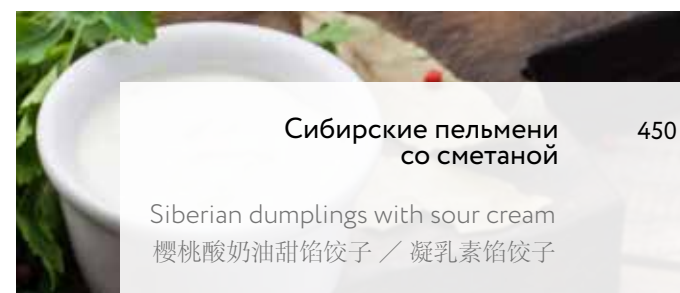 Сибирские пельмени 450
со сметаной
Siberian dumplings with sour cream
樱桃酸奶油甜馅饺子 ／ 凝乳素馅饺子